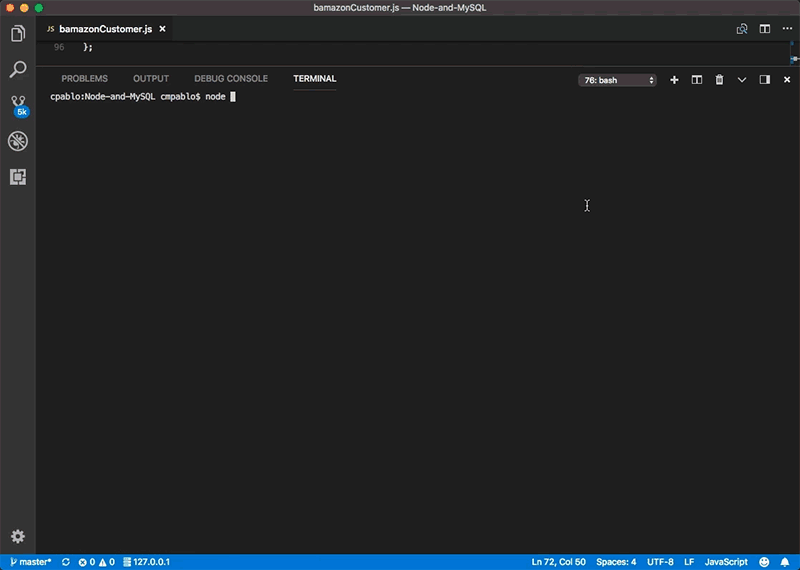 bamazonCustomer.js — Node-and-MySQL
JS bamazonCustomer.js
96 };
PROBLEMS OUTPUT DEBUG CONSOLE TERMINAL 76: bash
cpablo:Node-and-MySQL cmpablo$ node
5k
master* 0 0 127.0.0.1 Ln 72, Col 50 Spaces: 4 UTF-8 LF JavaScript